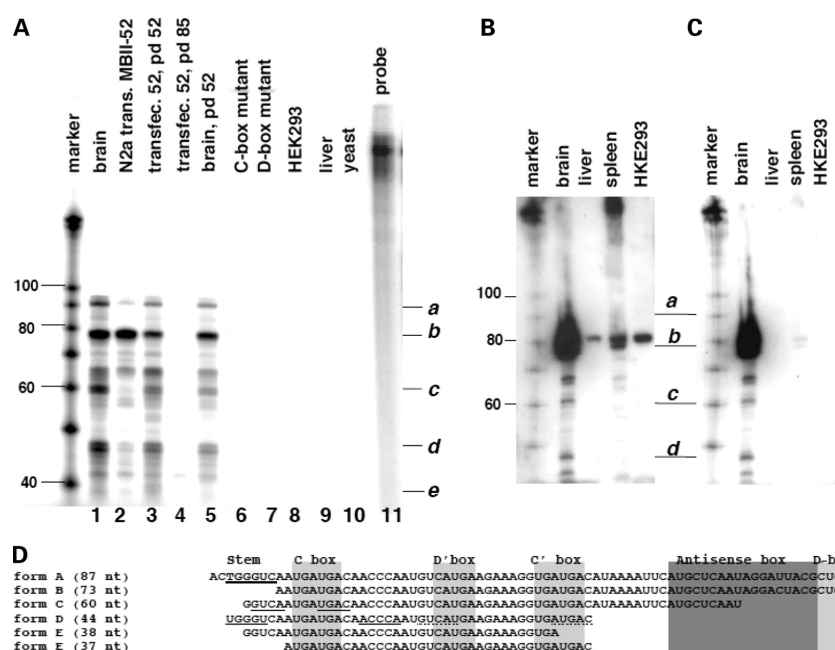 A
B
C
marker
brain
N2a trans. MBII-52
transfec. 52, pd 52
transfec. 52, pd 85
brain, pd 52
C-box mutant
D-box mutant
HEK293
liver
yeast
probe
100
80
60
40
a
b
c
d
e
1 2 3 4 5 6 7 8 9 10 11
marker
brain
liver
spleen
HKE293
100
80
60
a
b
c
d
marker
brain
liver
spleen
HKE293
D
Stem C box D'box C' box Antisense box D-b
form A (87 nt) ACTGGGUCAAUGAUGACAACCCAAUGUCAUGAAGAAAGGUGAUGACAUAAAAUUCAUGCUCAAUAGGAUUACGCU
form B (73 nt) AAUGAUGACAACCCAAUGUCAUGAAGAAAGGUGAUGACAUAAAAUUCAUGCUCAAUAGGACUACGCU
form C (60 nt) GGUCAAUGAUGACAACCCAAUGUCAUGAAGAAAGGUGAUGACAUAAAAUUCAUGCUCAAU
form D (44 nt) UGGGUCAAUGAUGACAACCCAAUGUCAUGAAGAAAGGUGAUGAC
form E (38 nt) GGUCAAUGAUGACAACCCAAUGUCAUGAAGAAAGGUGA
form E (37 nt) AUGAUGACAACCCAAUGUCAUGAAGAAAGGUGAUGAC